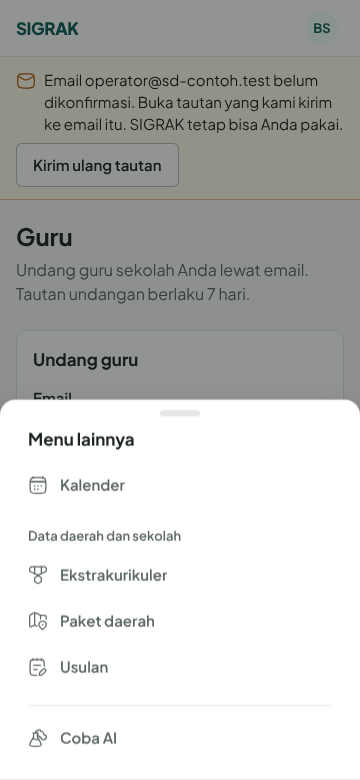 SIGRAK
BS
Email operator@sd-contoh.test belum
dikonfirmasi. Buka tautan yang kami kirim
ke email itu. SIGRAK tetap bisa Anda pakai.
Kirim ulang tautan
Guru
Undang guru sekolah Anda lewat email.
Tautan undangan berlaku 7 hari.
Undang guru
Email
Menu lainnya
Kalender
Data daerah dan sekolah
Ekstrakurikuler
Paket daerah
Usulan
Coba AI